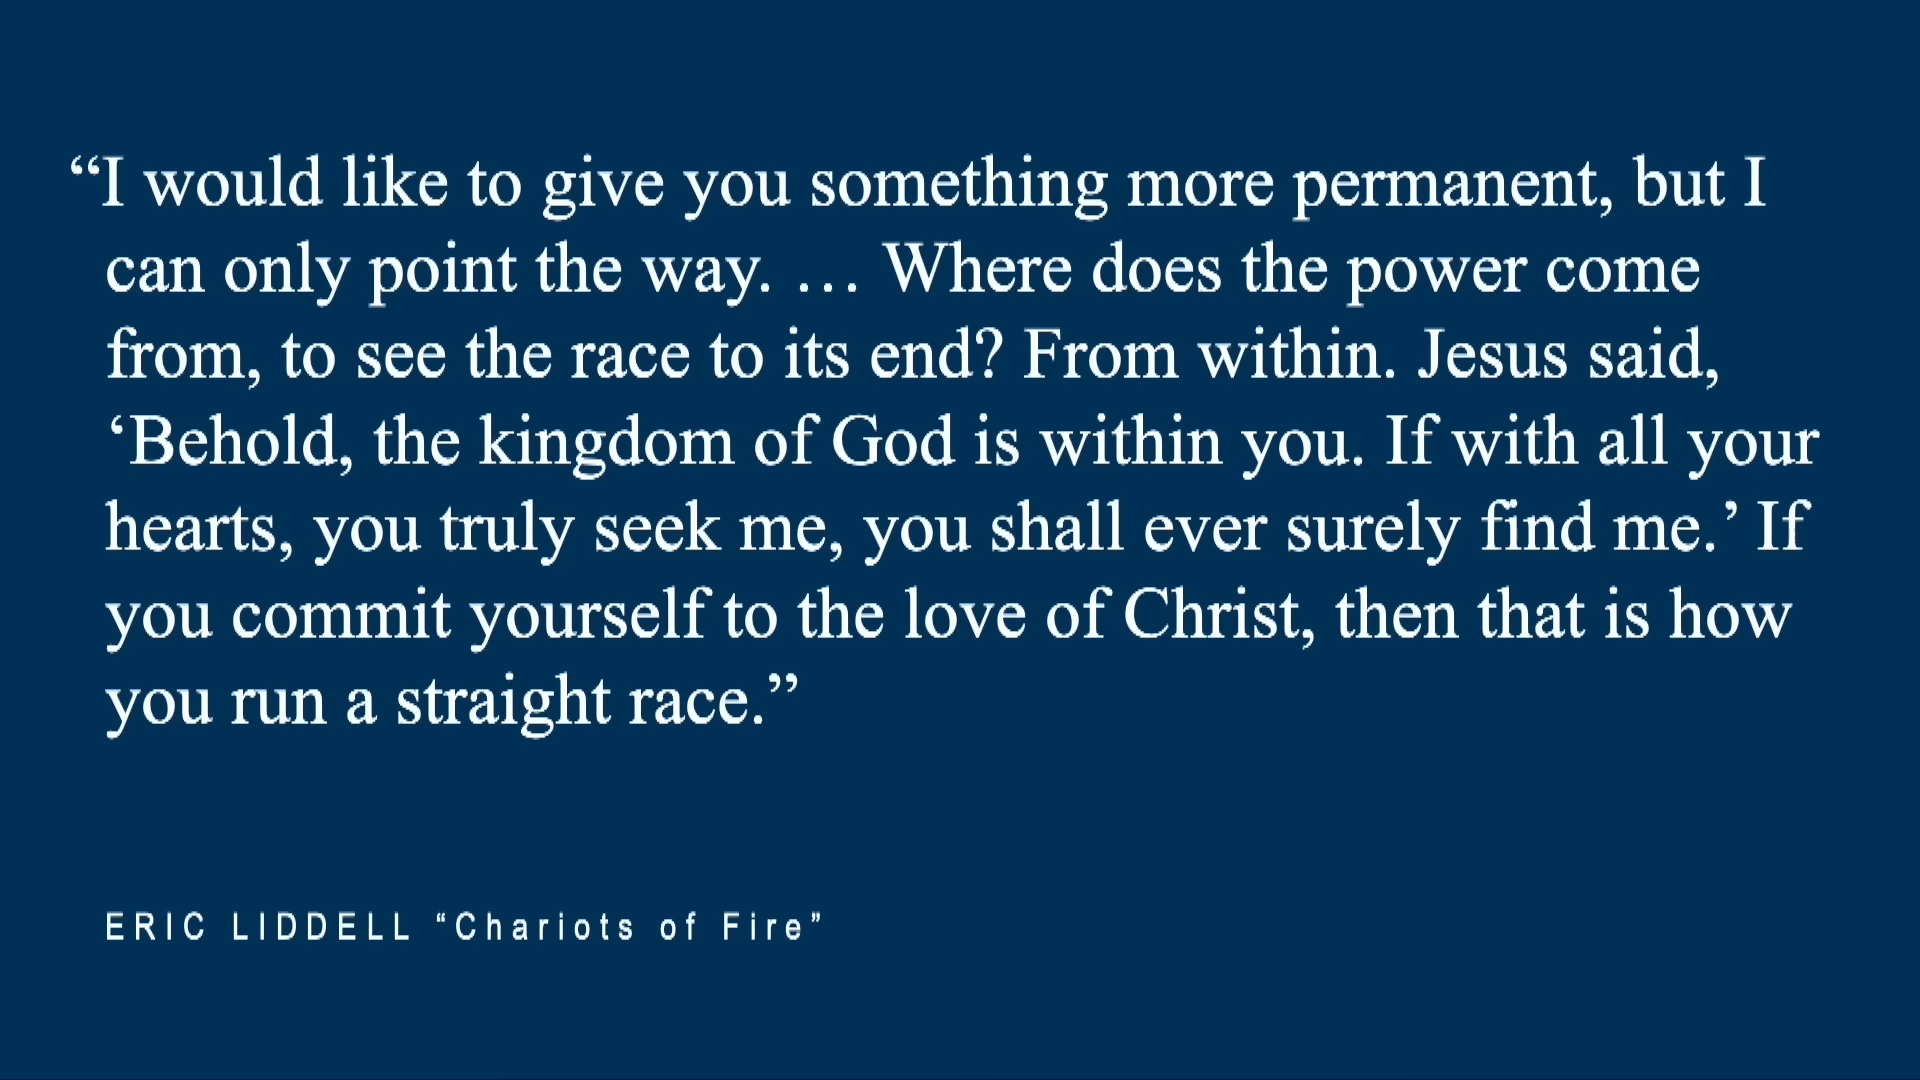 “I would like to give you something more permanent, but I
can only point the way. … Where does the power come
from, to see the race to its end? From within. Jesus said,
‘Behold, the kingdom of God is within you. If with all your
hearts, you truly seek me, you shall ever surely find me.’ If
you commit yourself to the love of Christ, then that is how
you run a straight race.”
ERIC LIDDELL “Chariots of Fire”